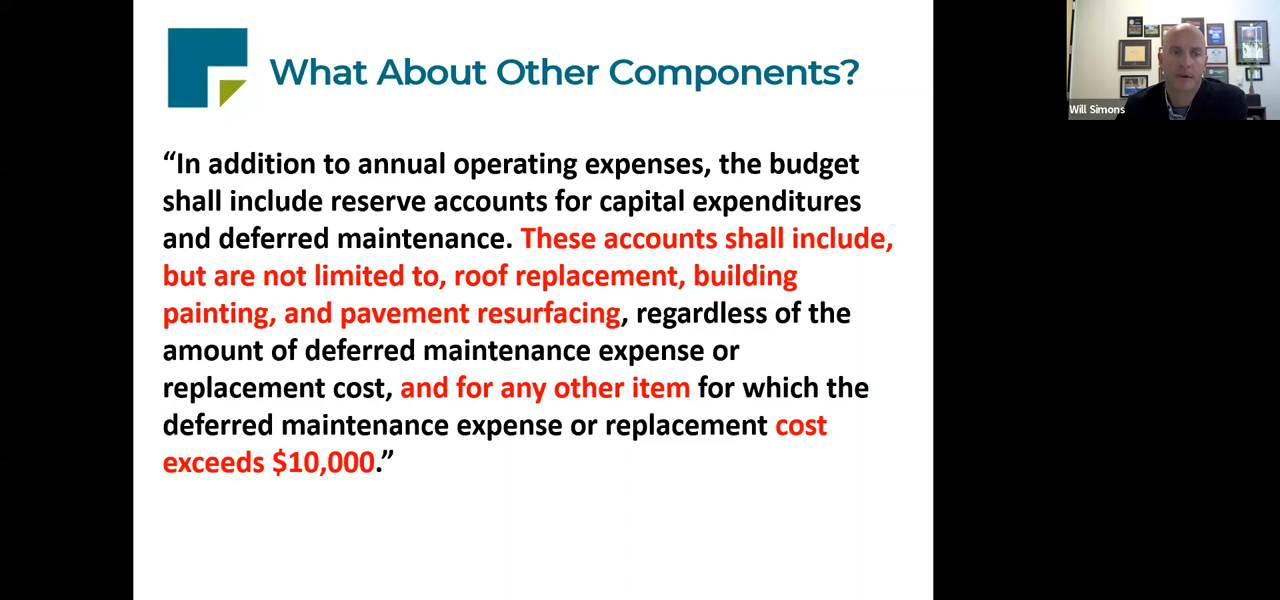 What About Other Components?
Will Simons
“In addition to annual operating expenses, the budget
shall include reserve accounts for capital expenditures
and deferred maintenance. These accounts shall include,
but are not limited to, roof replacement, building
painting, and pavement resurfacing, regardless of the
amount of deferred maintenance expense or
replacement cost, and for any other item for which the
deferred maintenance expense or replacement cost
exceeds $10,000.”